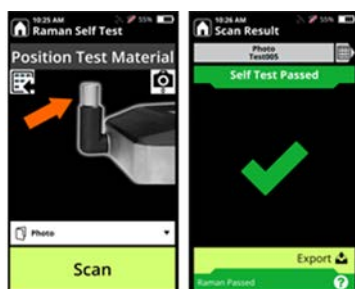 10:25 AM
55%
Raman Self Test
Position Test Material
Photo
Scan
10:26 AM
55%
Scan Result
Photo
Test005
Self Test Passed
Export
Raman Passed
?